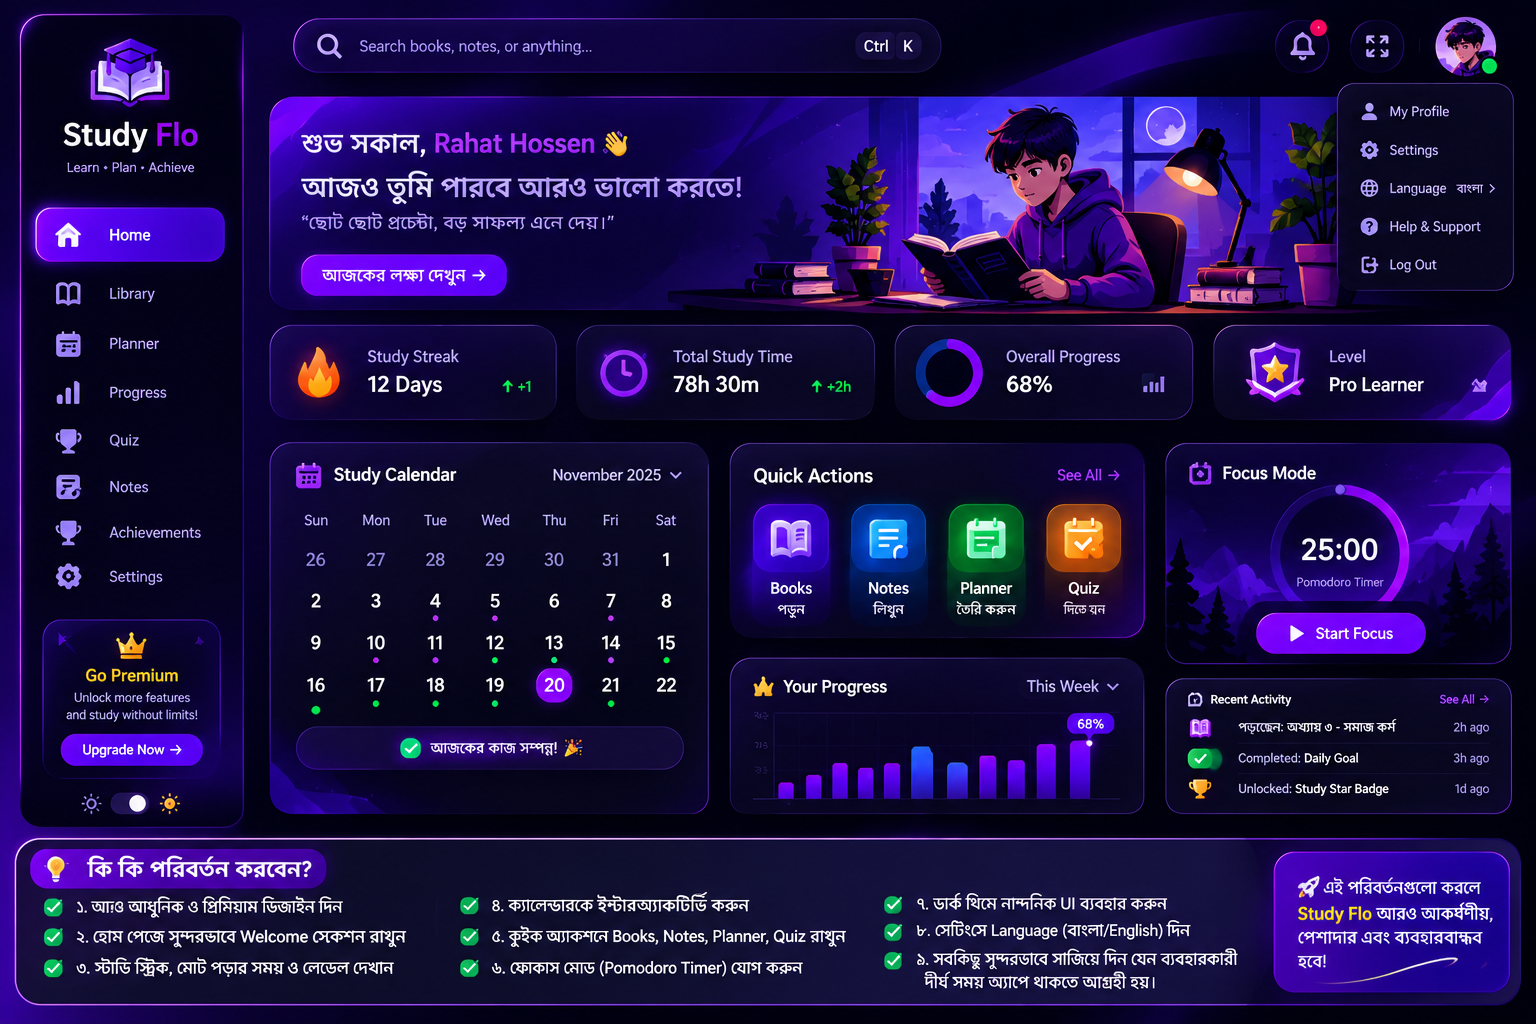 Study Flo
Learn • Plan • Achieve
Home
Library
Planner
Progress
Quiz
Notes
Achievements
Settings
Go Premium
Unlock more features
and study without limits!
Upgrade Now →
Search books, notes, or anything...
Ctrl K
My Profile
Settings
Language বাংলা >
Help & Support
Log Out
শুভ সকাল, Rahat Hossen 👋
আজও তুমি পারবে আরও ভালো করতে!
“ছোট ছোট প্রচেষ্টা, বড় সাফল্য এনে দেয়।”
আজকের লক্ষ্য দেখুন →
Study Streak
12 Days
↑ +1
Total Study Time
78h 30m
↑ +2h
Overall Progress
68%
Level
Pro Learner
Study Calendar
November 2025
Sun Mon Tue Wed Thu Fri Sat
26 27 28 29 30 31 1
2 3 4 5 6 7 8
9 10 11 12 13 14 15
16 17 18 19 20 21 22
আজকের কাজ সম্পন্ন! 🎉
Quick Actions
See All →
Books Notes Planner Quiz
পড়ুন লিখুন তৈরি করুন দিতে
Your Progress
This Week
68%
Focus Mode
25:00
Pomodoro Timer
Start Focus
Recent Activity
See All →
অধ্যায় ৩ - সমাজ কর্ম 2h ago
Completed: Daily Goal 3h ago
Unlocked: Study Star Badge 1d ago
কি কি পরিবর্তন করবেন?
১. আধুনিক ও প্রিমিয়াম ডিজাইন দিন
২. হোম পেজে সুন্দরভাবে Welcome সেকশন রাখুন
৩. স্টাডি স্ট্রিক, মোট পড়ার সময় ও লেভেল দেখান
৪. ক্যালেন্ডারকে করুন
৫. কুইক অ্যাকশনে Books, Notes, Planner, Quiz রাখুন
৬. ফোকাস মোড (Pomodoro Timer) যোগ করুন
৭. ডার্ক থিমে নান্দনিক UI ব্যবহার করুন
৮. সেটিংসে Language (বাংলা/English) দিন
৯. সবকিছু সুন্দরভাবে সাজিয়ে দিন যেন ব্যবহারকারী
দীর্ঘ সময় অ্যাপে থাকতে আগ্রহী হয়।
🚀 এই পরিবর্তনগুলো করলে
Study Flo আরও আকর্ষণীয়,
পেশাদার এবং ব্যবহারবান্ধব
হবে!